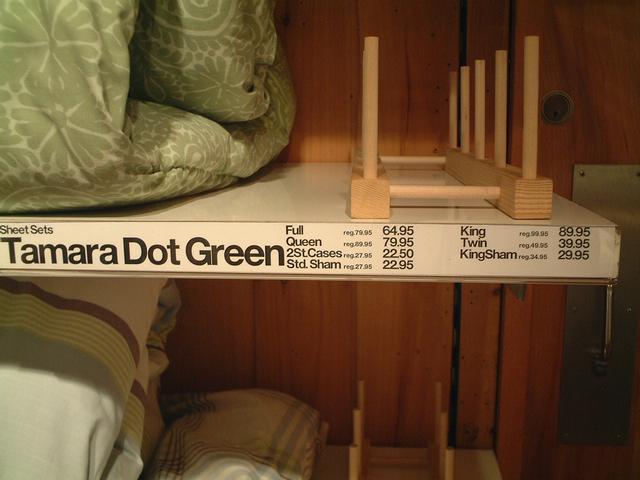 Sheet Sets
Tamara Dot Green
Full reg.79.95 64.95
Queen reg.89.95 79.95
2St.Cases reg.27.95 22.50
Std. Sham reg.27.95 22.95
King reg.99.95 89.95
Twin reg.49.95 39.95
KingSham reg.34.95 29.95